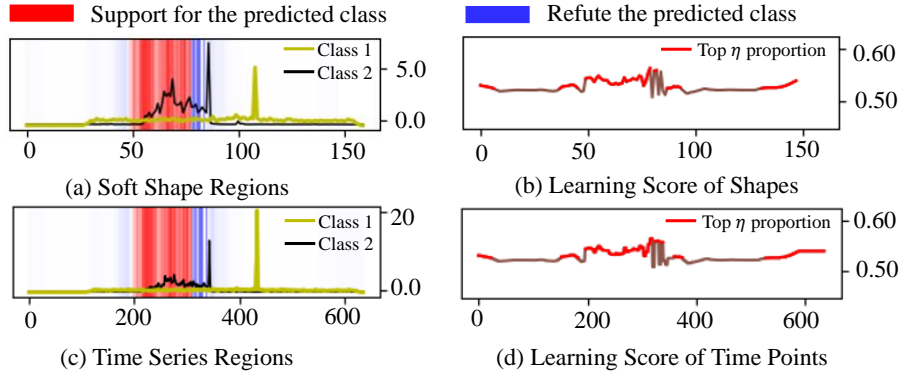 Support for the predicted class
Refute the predicted class
Class 1
Class 2
5.0
0.0
0 50 100 150
(a) Soft Shape Regions
Top η proportion
0.60
0.50
0 50 100 150
(b) Learning Score of Shapes
Class 1
Class 2
20
0.0
0 200 400 600
(c) Time Series Regions
Top η proportion
0.60
0.50
0 200 400 600
(d) Learning Score of Time Points